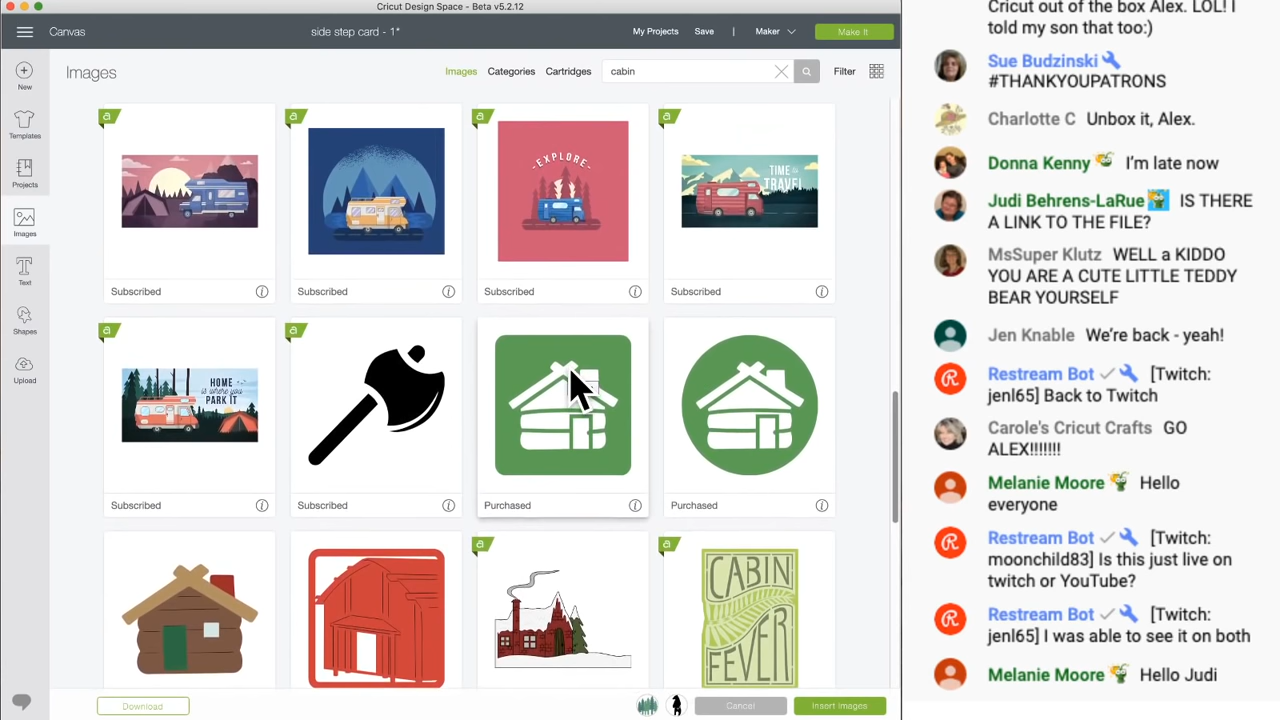 Cricut Design Space - Beta v5.2.12
Canvas
side step card - 1*
My Projects
Save
|
Maker
Make It
New
Templates
Projects
Images
Text
Shapes
Upload
Images
Images
Categories
Cartridges
cabin
Filter
EXPLORE
TIME to
TRAVEL
Subscribed
Subscribed
Subscribed
Subscribed
HOME
is where you
PARK IT
Subscribed
Subscribed
Purchased
Purchased
CABIN
FEVER
Download
Cancel
Insert Images
Cricut out of the box Alex. LOL! I
told my son that too:)
Sue Budzinski
#THANKYOUPATRONS
Charlotte C Unbox it, Alex.
Donna Kenny I'm late now
Judi Behrens-LaRue IS THERE
A LINK TO THE FILE?
MsSuper Klutz WELL a KIDDO
YOU ARE A CUTE LITTLE TEDDY
BEAR YOURSELF
Jen Knable We're back - yeah!
Restream Bot [Twitch:
jenl65] Back to Twitch
Carole's Cricut Crafts GO
ALEX!!!!!!!
Melanie Moore Hello
everyone
Restream Bot [Twitch:
moonchild83] Is this just live on
twitch or YouTube?
Restream Bot [Twitch:
jenl65] I was able to see it on both
Melanie Moore Hello Judi